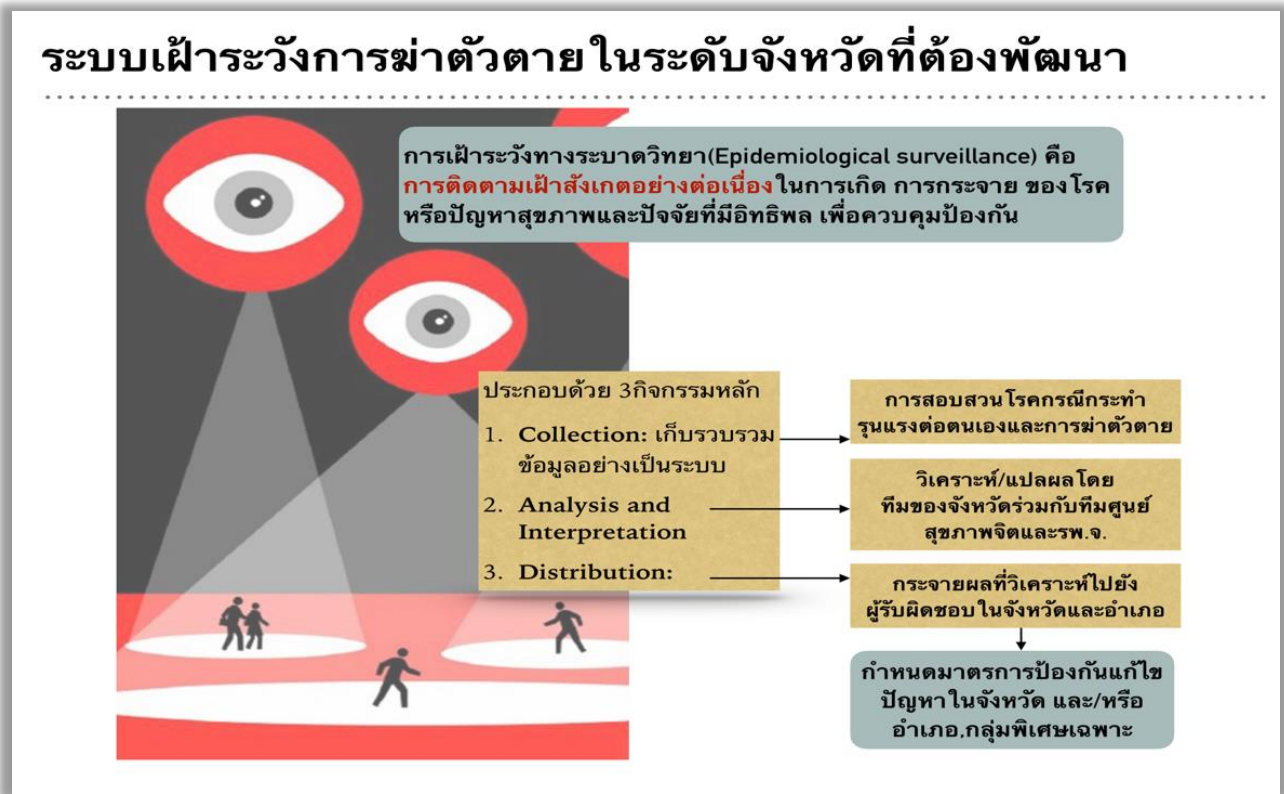 ระบบเฝ้าระวังการฆ่าตัวตาย ในระดับจังหวัดที่ต้องพัฒนา
การเฝ้าระวังทางระบาดวิทยา(Epidemiological surveillance) คือ
การติดตามเฝ้าสังเกตอย่างต่อเนื่อง ในการเกิด การกระจาย ของโรค
หรือปัญหาสุขภาพและปัจจัยที่มีอิทธิพล เพื่อควบคุมป้องกัน
ประกอบด้วย 3กิจกรรมหลัก
1. Collection: เก็บรวบรวม
ข้อมูลอย่างเป็นระบบ
2. Analysis and
Interpretation
3. Distribution:
การสอบสวนโรคกรณีกระทำ
รุนแรงต่อตนเองและการฆ่าตัวตาย
วิเคราะห์/แปลผลโดย
ทีมของจังหวัดร่วมกับทีมศูนย์
สุขภาพจิตและรพ.จ.
กระจายผลที่วิเคราะห์ไปยัง
ผู้รับผิดชอบในจังหวัดและอำเภอ
กำหนดมาตรการป้องกันแก้ไข
ปัญหาในจังหวัด และ/หรือ
อำเภอ,กลุ่มพิเศษเฉพาะ